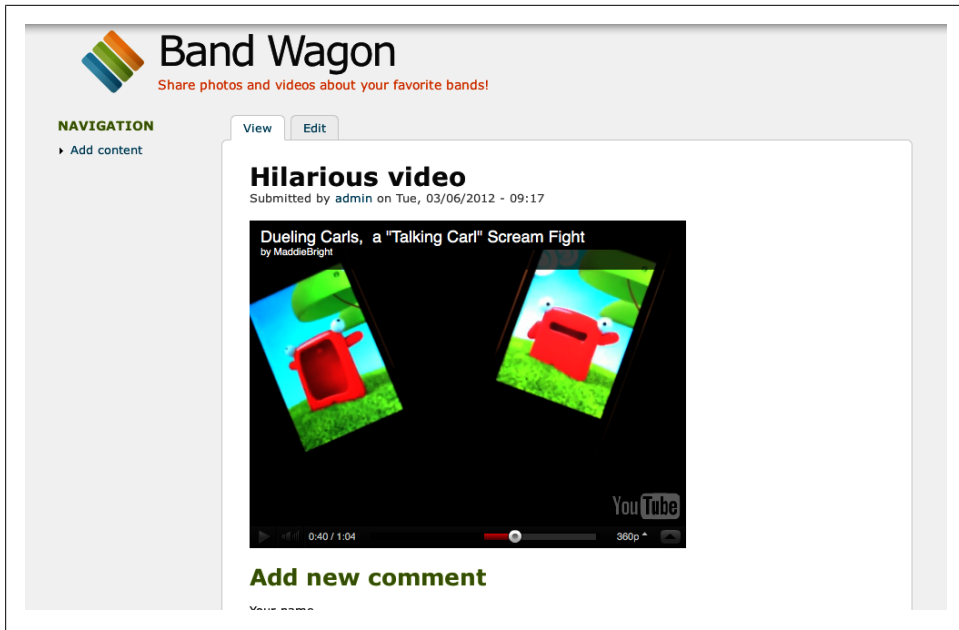 Band Wagon
Share photos and videos about your favorite bands!
NAVIGATION
Add content
View
Edit
Hilarious video
Submitted by admin on Tue, 03/06/2012 - 09:17
Dueling Carls,  a "Talking Carl" Scream Fight
by MaddieBright
YouTube
0:40 / 1:04
360p
Add new comment
Your name